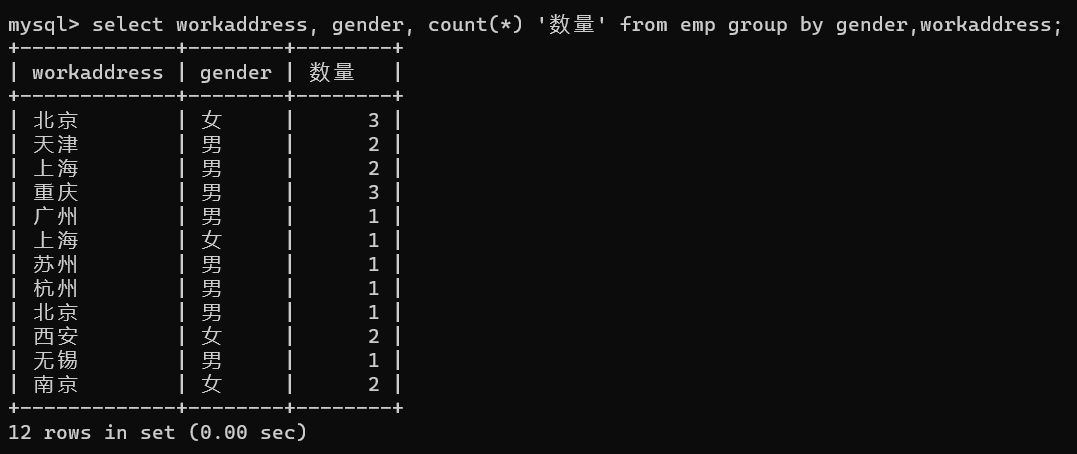 mysql> select workaddress, gender, count(*) '数量' from emp group by gender,workaddress;
+-------------+--------+--------+
| workaddress | gender | 数量   |
+-------------+--------+--------+
| 北京        | 女     |      3 |
| 天津        | 男     |      2 |
| 上海        | 男     |      2 |
| 重庆        | 男     |      3 |
| 广州        | 男     |      1 |
| 上海        | 女     |      1 |
| 苏州        | 男     |      1 |
| 杭州        | 男     |      1 |
| 北京        | 男     |      1 |
| 西安        | 女     |      2 |
| 无锡        | 男     |      1 |
| 南京        | 女     |      2 |
+-------------+--------+--------+
12 rows in set (0.00 sec)